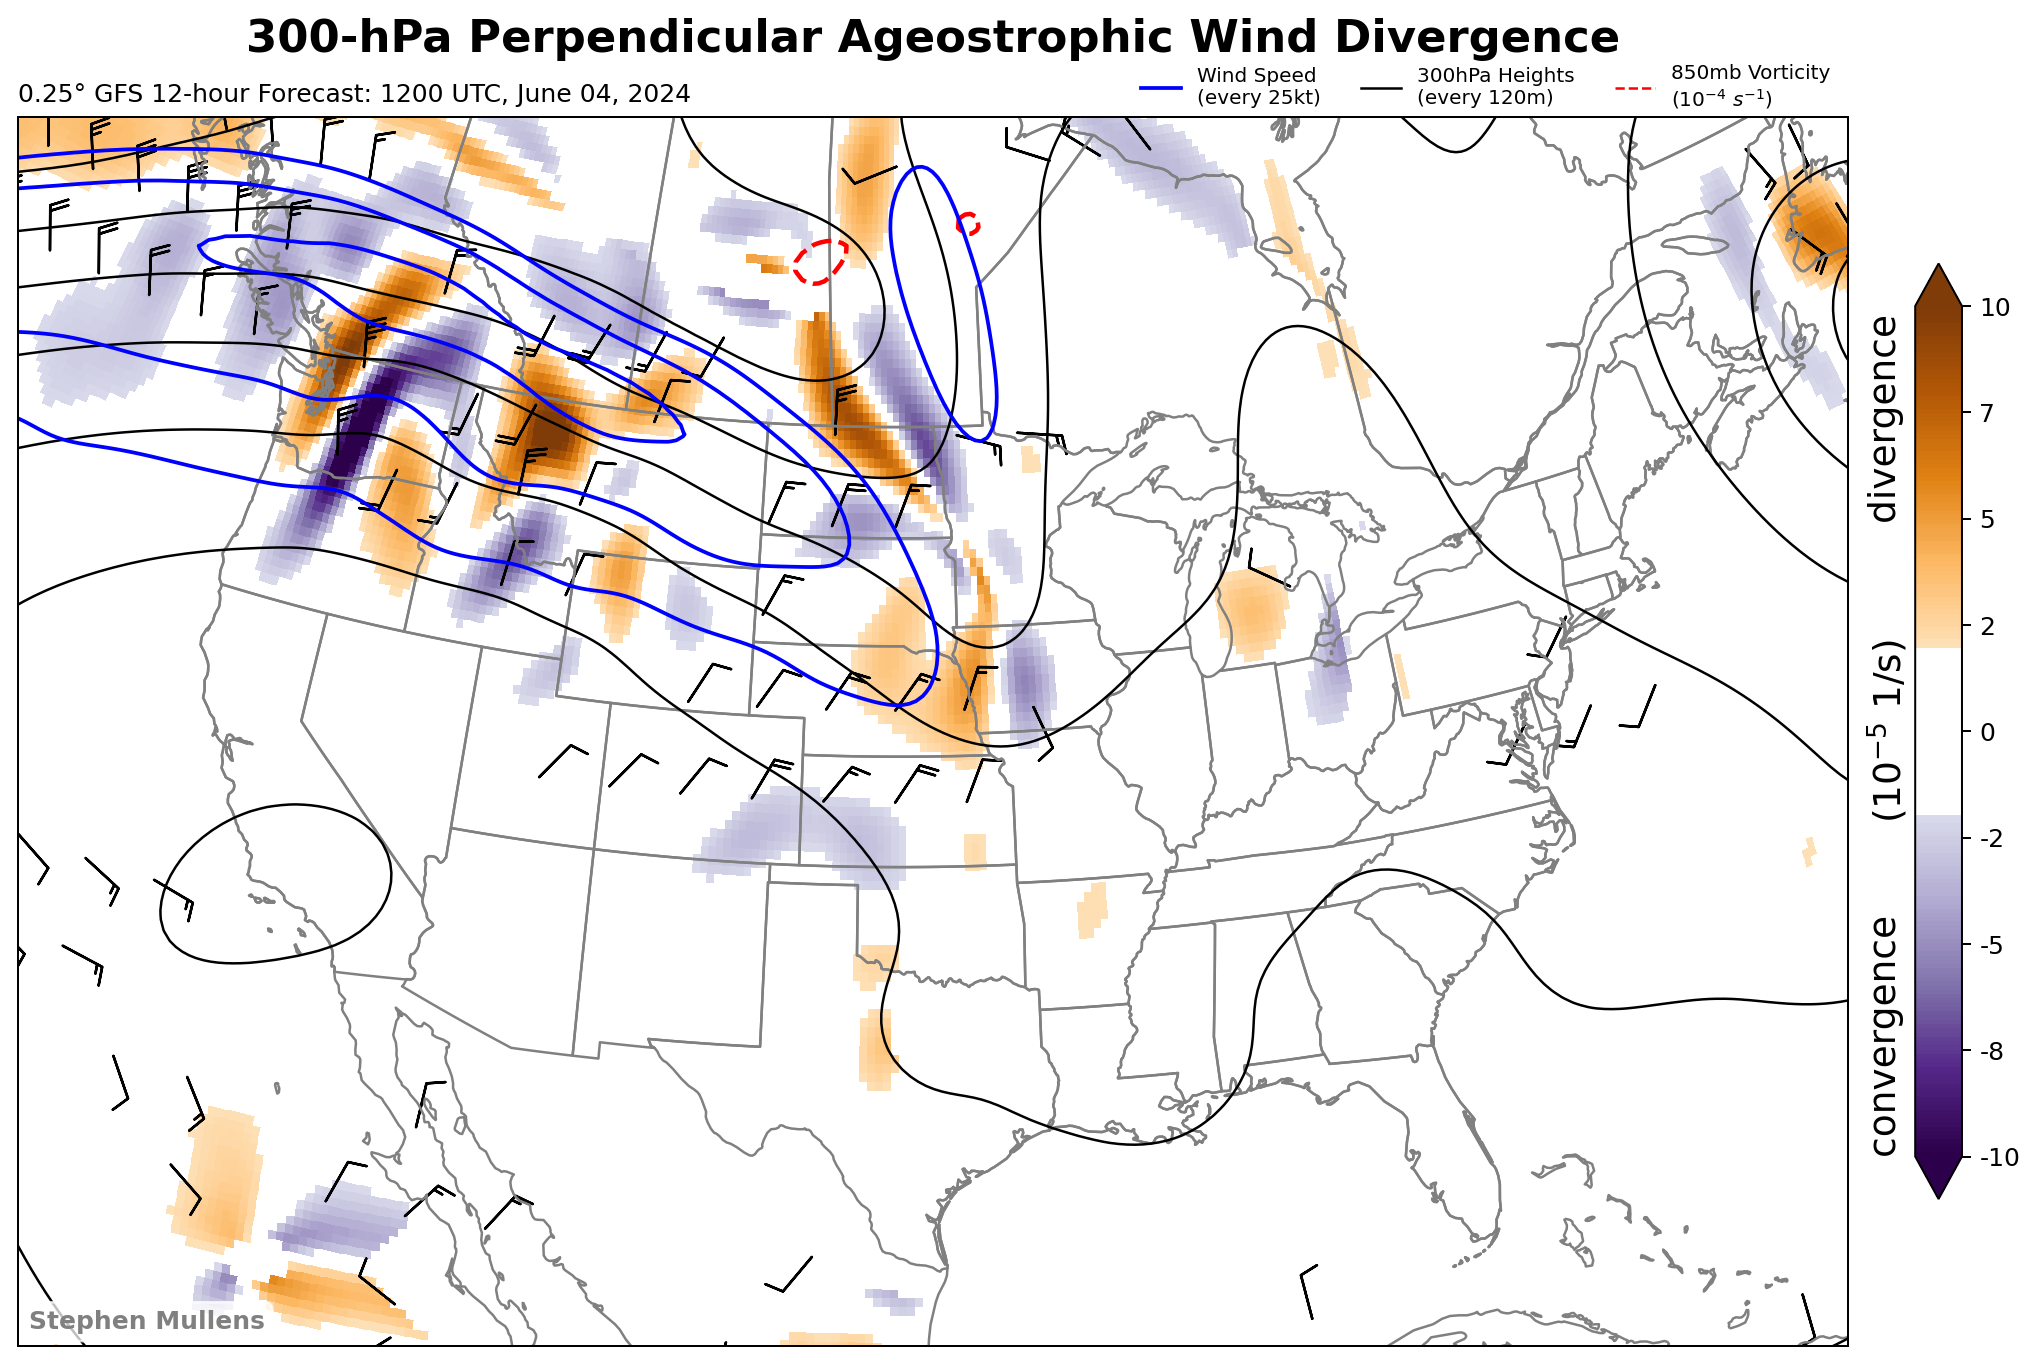 300-hPa Perpendicular Ageostrophic Wind Divergence
0.25° GFS 12-hour Forecast: 1200 UTC, June 04, 2024
Wind Speed
(every 25kt)
300hPa Heights
(every 120m)
850mb Vorticity
(10⁻⁴ s⁻¹)
10
7
5
2
0
-2
-5
-8
-10
convergence (10⁻⁵ 1/s) divergence
Stephen Mullens